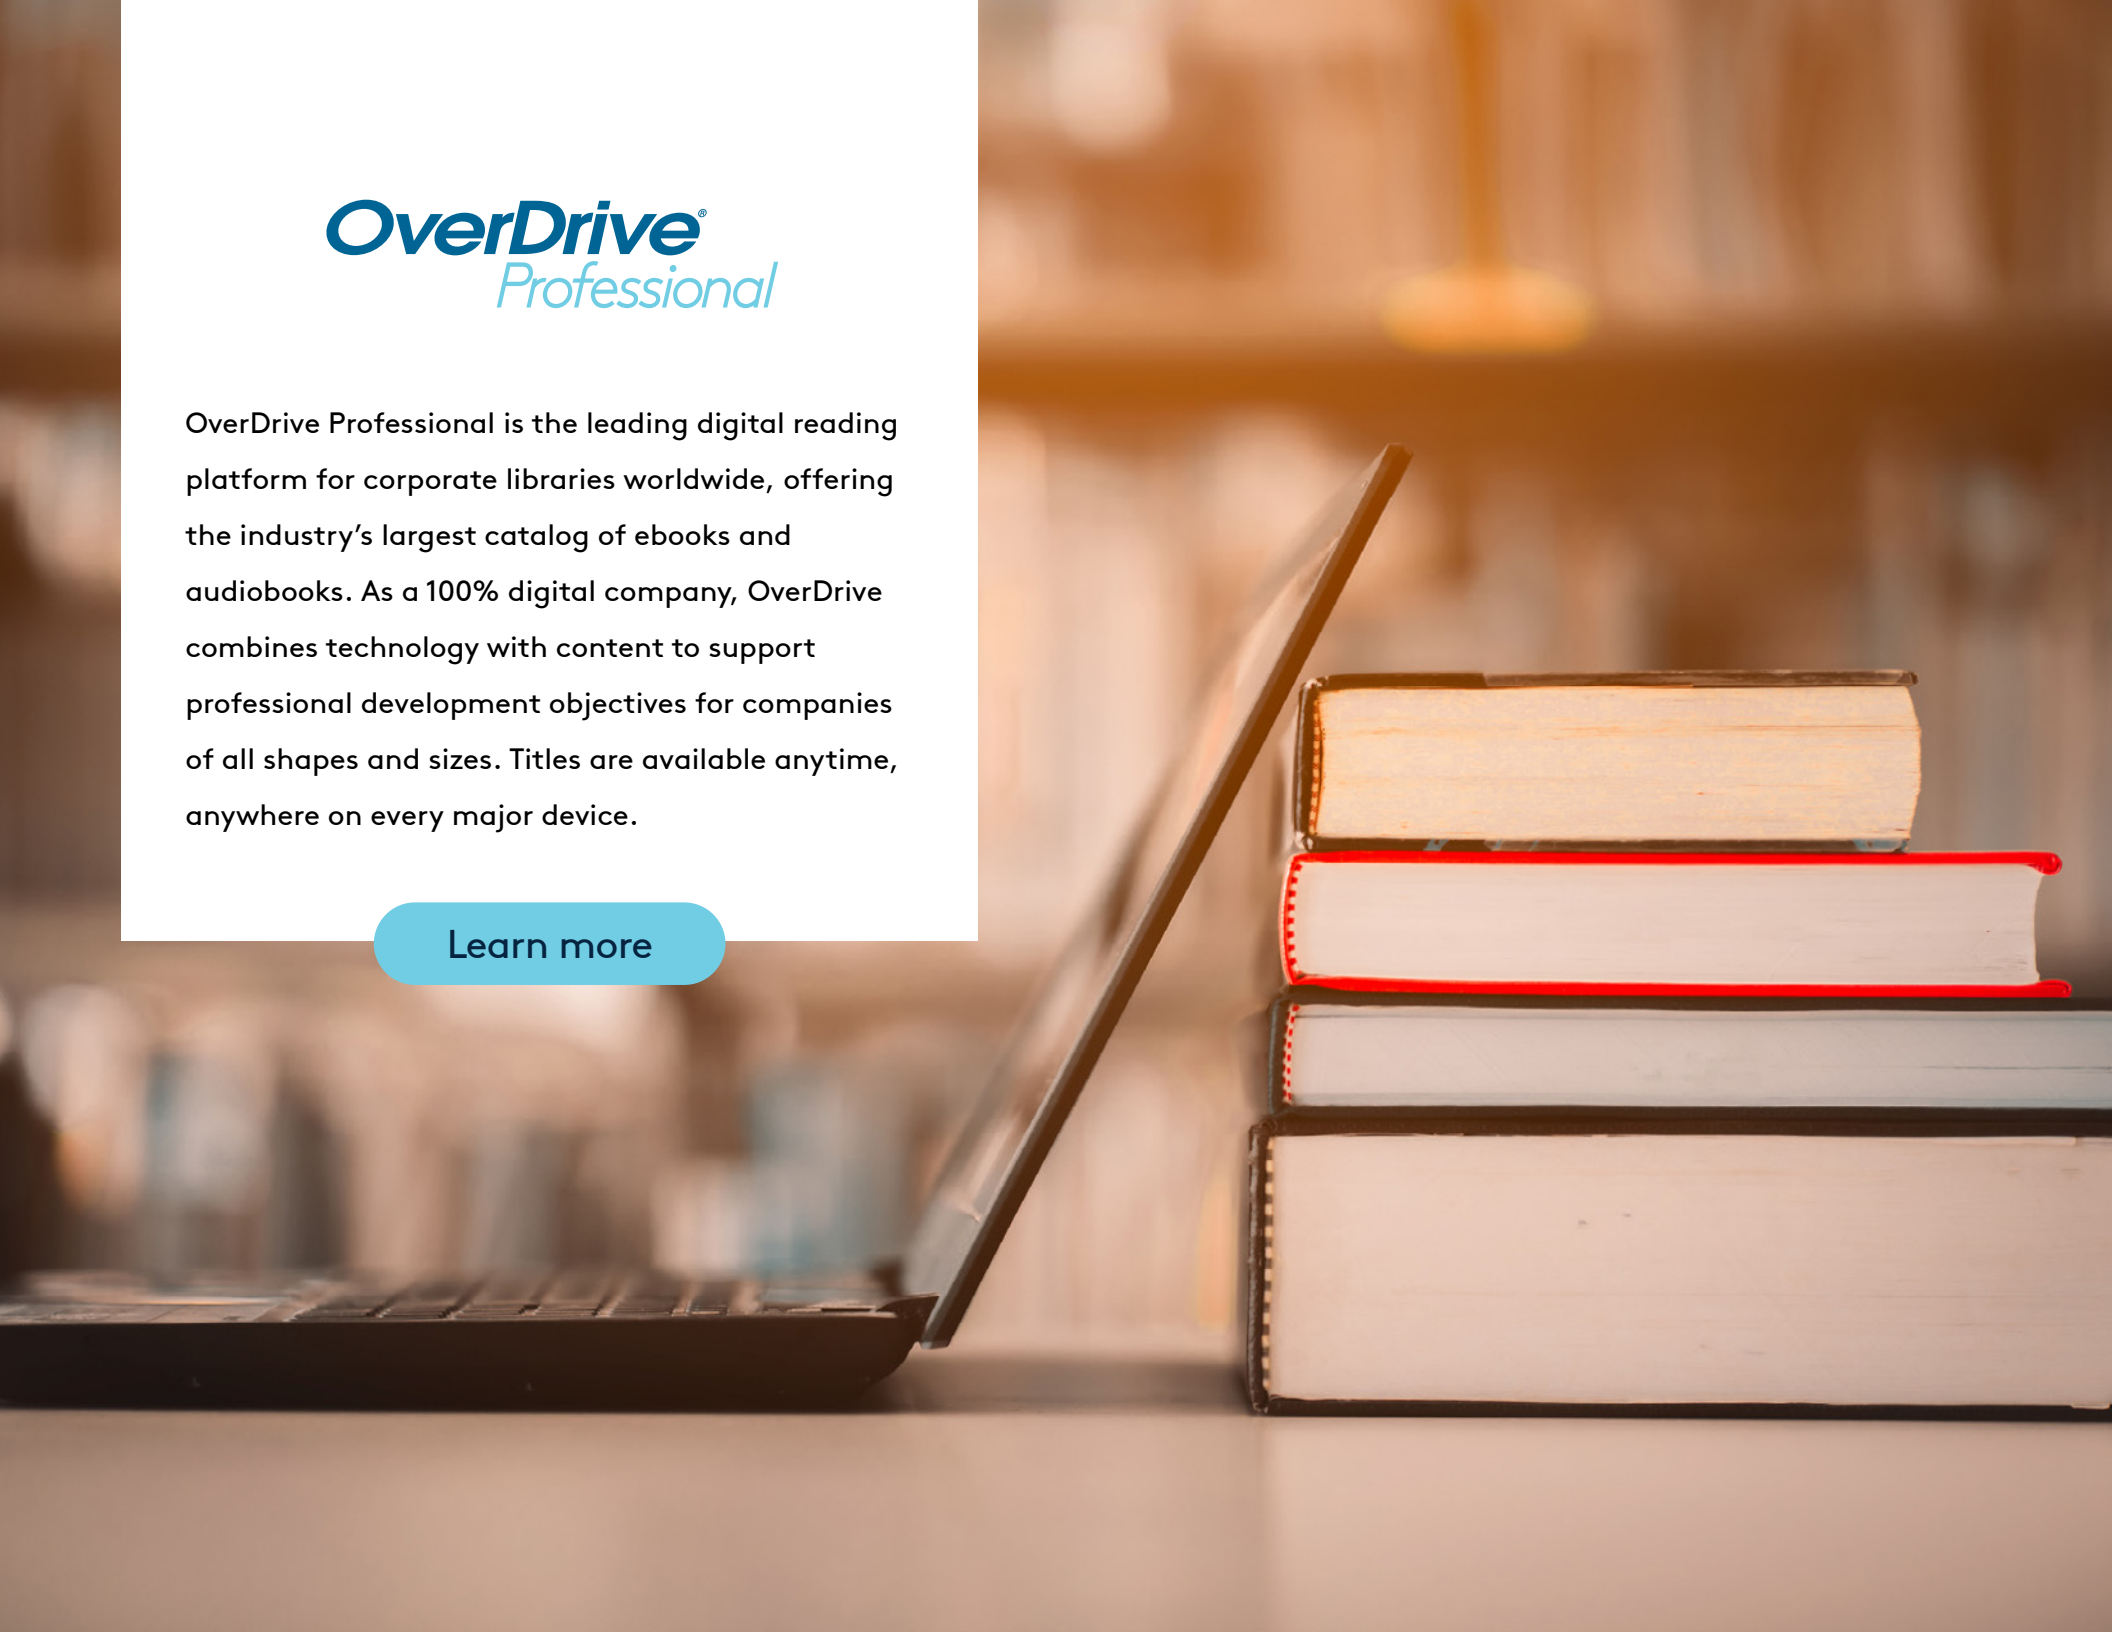 OverDrive®
Professional
OverDrive Professional is the leading digital reading
platform for corporate libraries worldwide, offering
the industry’s largest catalog of ebooks and
audiobooks. As a 100% digital company, OverDrive
combines technology with content to support
professional development objectives for companies
of all shapes and sizes. Titles are available anytime,
anywhere on every major device.
Learn more